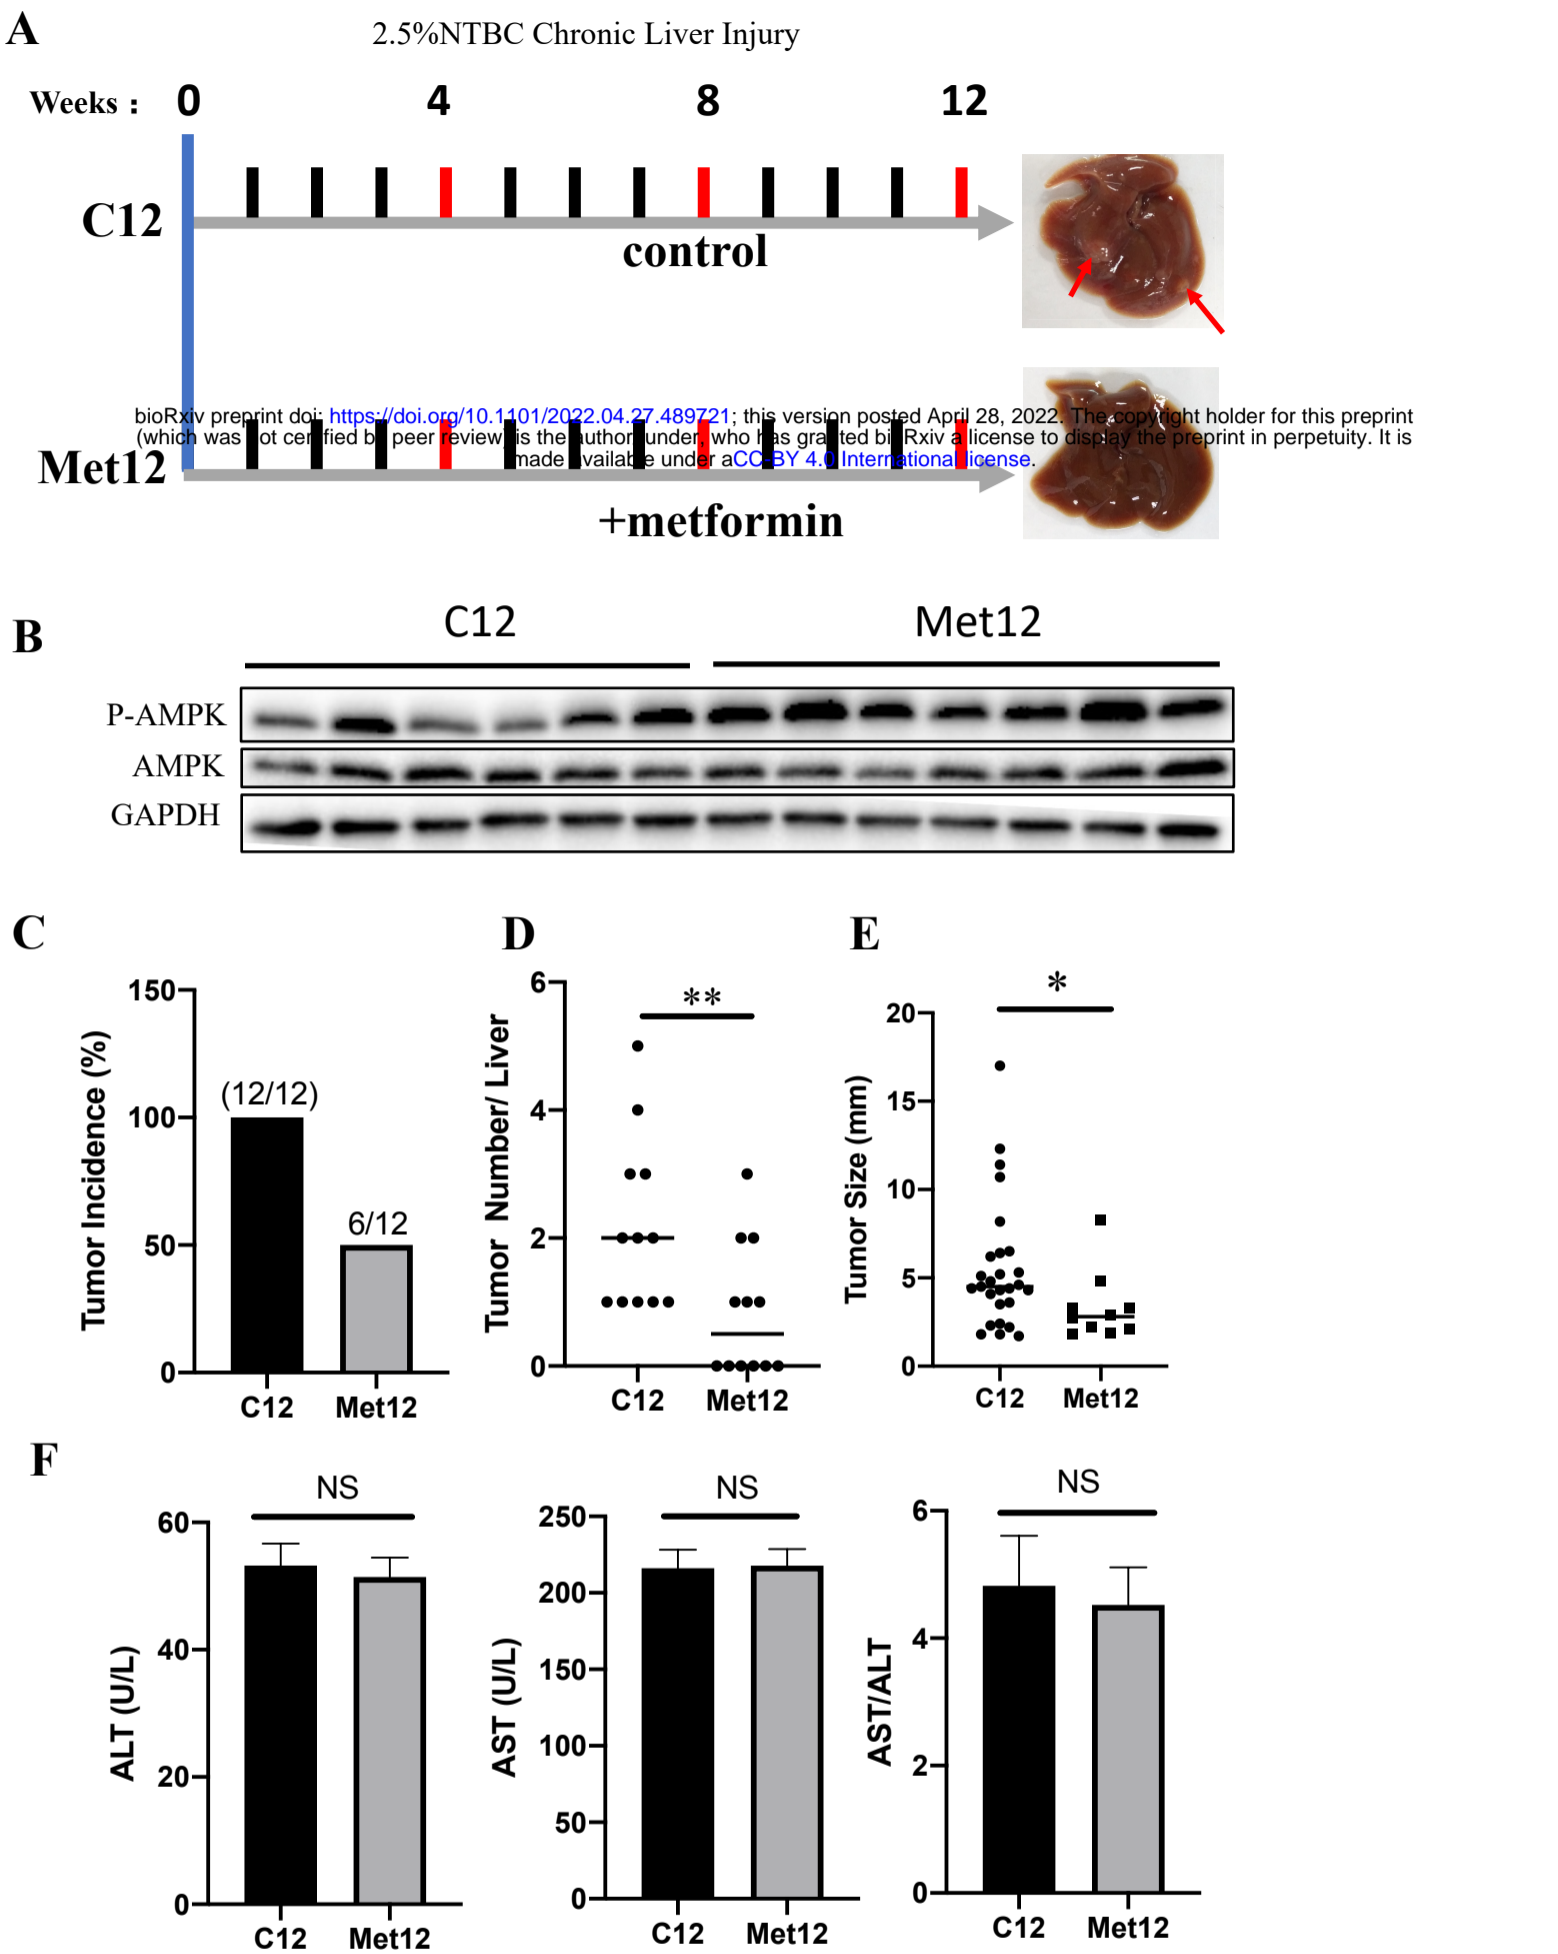 A
2.5%NTBC Chronic Liver Injury
Weeks : 0 4 8 12
C12
control
bioRxiv preprint doi: https://doi.org/10.1101/2022.04.27.489721; this version posted April 28, 2022. The copyright holder for this preprint
(which was not certified by peer review) is the author/funder, who has granted bioRxiv a license to display the preprint in perpetuity. It is
made available under aCC-BY 4.0 International license.
Met12
+metformin
B
C12 Met12
P-AMPK
AMPK
GAPDH
C
Tumor Incidence (%)
150
100
50
0
(12/12)
6/12
C12 Met12
D
Tumor Number/ Liver
6
4
2
0
**
C12 Met12
E
Tumor Size (mm)
20
15
10
5
0
*
C12 Met12
F
ALT (U/L)
60
40
20
0
NS
C12 Met12
AST (U/L)
250
200
150
100
50
0
NS
C12 Met12
AST/ALT
6
4
2
0
NS
C12 Met12